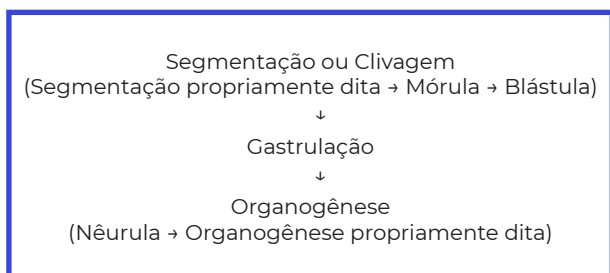 Segmentação ou Clivagem
(Segmentação propriamente dita → Mórula → Blástula)
↓
Gastrulação
↓
Organogênese
(Nêurula → Organogênese propriamente dita)